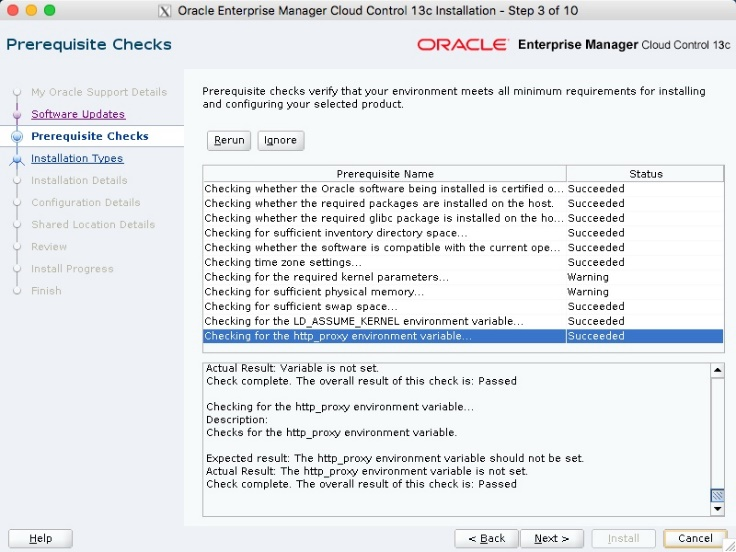 Oracle Enterprise Manager Cloud Control 13c Installation - Step 3 of 10
Prerequisite Checks
ORACLE Enterprise Manager Cloud Control 13c
My Oracle Support Details
Software Updates
Prerequisite Checks
Installation Types
Installation Details
Configuration Details
Shared Location Details
Review
Install Progress
Finish
Prerequisite checks verify that your environment meets all minimum requirements for installing
and configuring your selected product.
Rerun Ignore
Prerequisite Name Status
Checking whether the Oracle software being installed is certified o... Succeeded
Checking whether the required packages are installed on the host. Succeeded
Checking whether the required glibc package is installed on the ho... Succeeded
Checking for sufficient inventory directory space... Succeeded
Checking whether the software is compatible with the current ope... Succeeded
Checking time zone settings... Succeeded
Checking for the required kernel parameters... Warning
Checking for sufficient physical memory... Warning
Checking for sufficient swap space... Succeeded
Checking for the LD_ASSUME_KERNEL environment variable... Succeeded
Checking for the http_proxy environment variable... Succeeded
Actual Result: Variable is not set.
Check complete. The overall result of this check is: Passed
Checking for the http_proxy environment variable...
Description:
Checks for the http_proxy environment variable.
Expected result: The http_proxy environment variable should not be set.
Actual Result: The http_proxy environment variable is not set.
Check complete. The overall result of this check is: Passed
Help < Back Next > Install Cancel